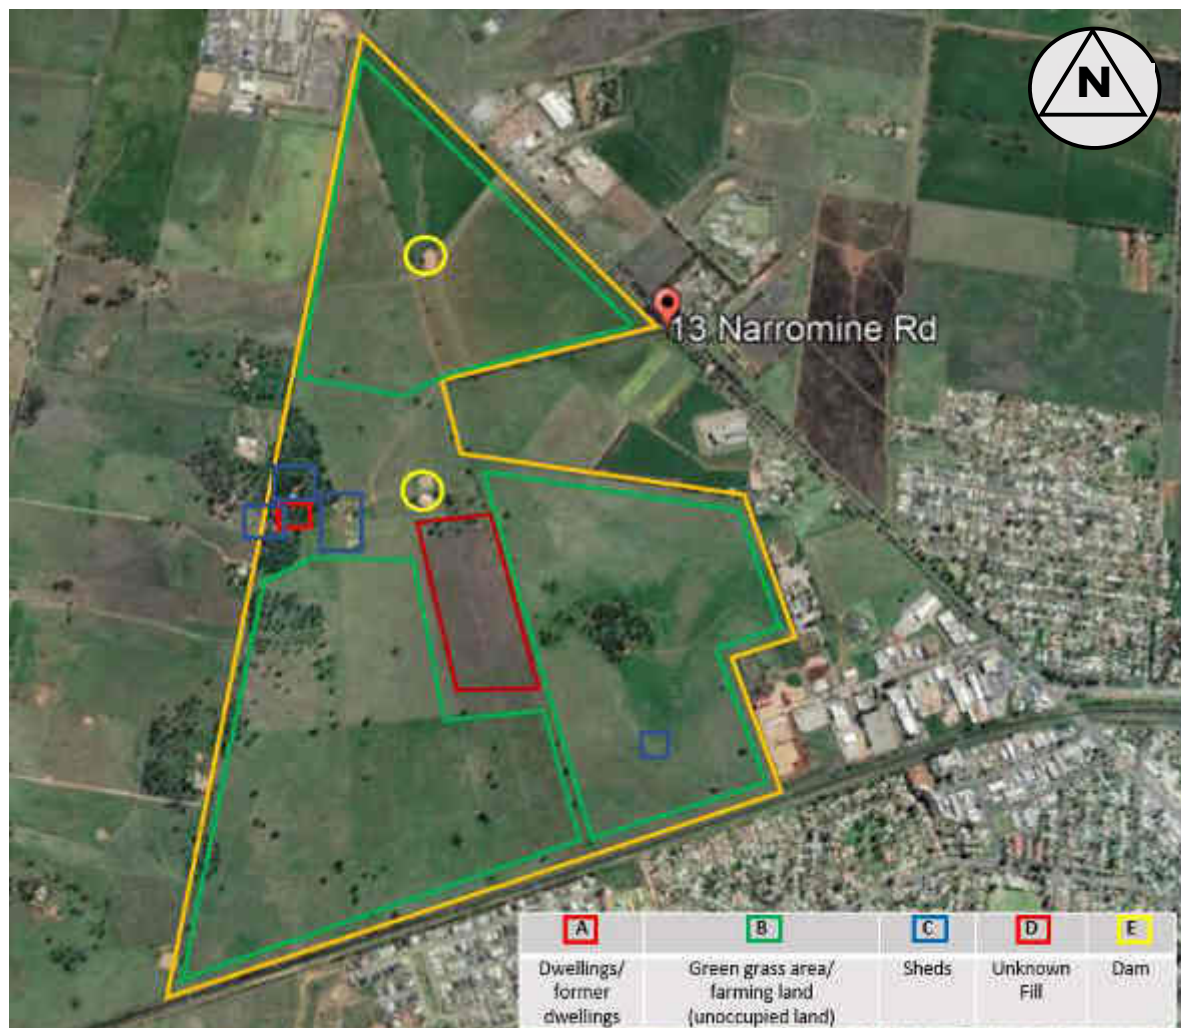 N
13 Narromine Rd
A B C D E
Dwellings/ Green grass area/ Sheds Unknown Dam
former farming land Fill
dwellings (unoccupied land)